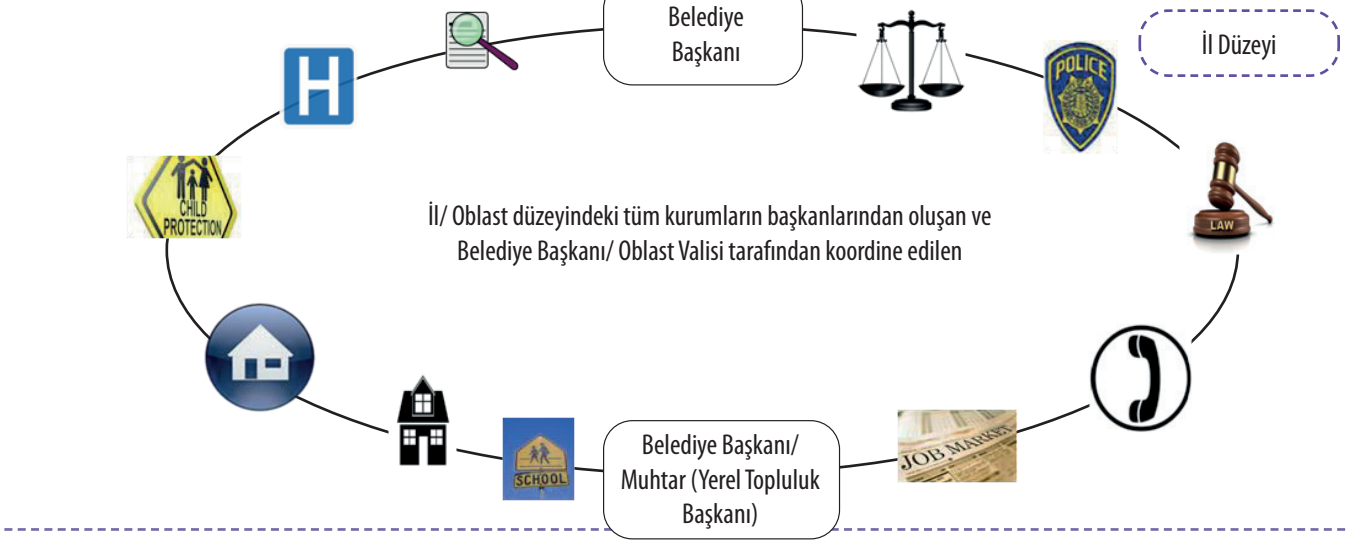 Belediye
Başkanı
İl Düzeyi
H
POLICE
CHILD
PROTECTION
LAW
İl/ Oblast düzeyindeki tüm kurumların başkanlarından oluşan ve
Belediye Başkanı/ Oblast Valisi tarafından koordine edilen
SCHOOL
JOB MARKET
Belediye Başkanı/
Muhtar (Yerel Topluluk
Başkanı)